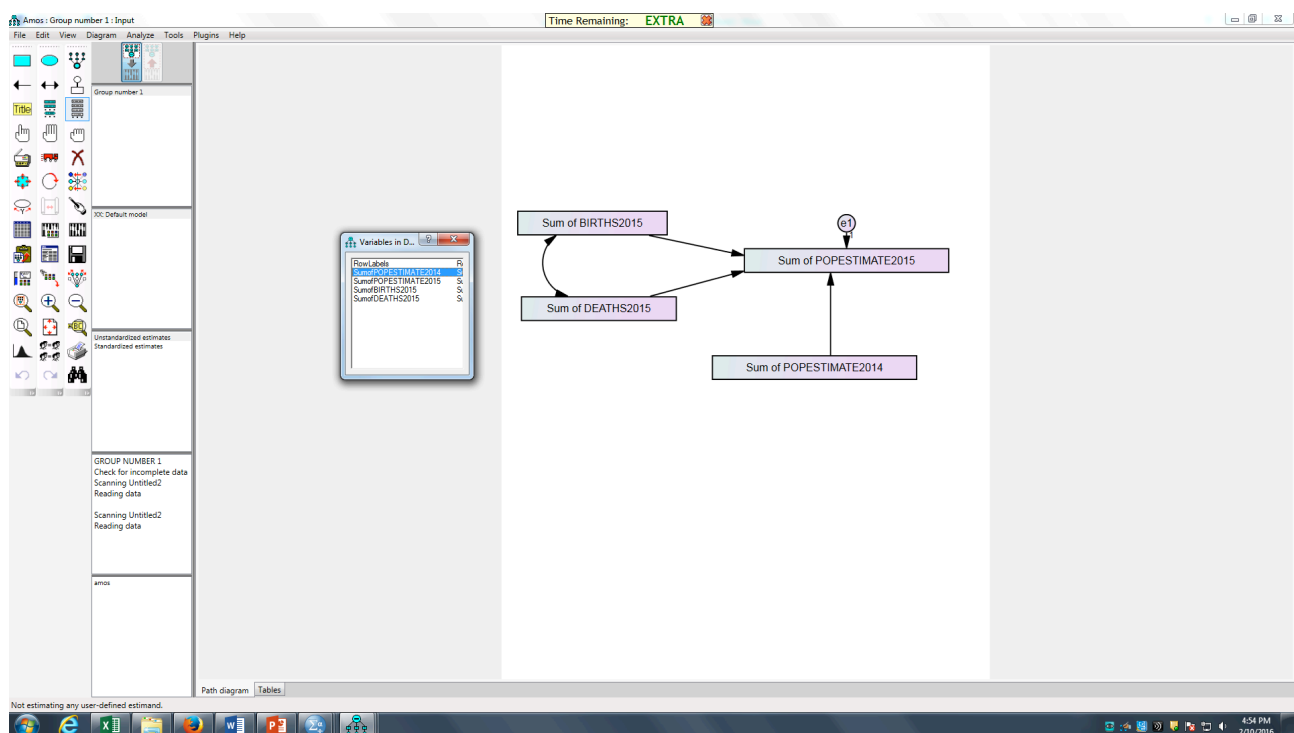 Amos : Group number 1 : Input
Time Remaining: EXTRA
File Edit View Diagram Analyze Tools Plugins Help
Title
Group number 1
XX: Default model
Unstandardized estimates
Standardized estimates
GROUP NUMBER 1
Check for incomplete data
Scanning Untitled2
Reading data
Scanning Untitled2
Reading data
amos
Variables in D...
RowLabels
SumofPOPESTIMATE2014
SumofPOPESTIMATE2015
SumofBIRTHS2015
SumofDEATHS2015
Sum of BIRTHS2015
e1
Sum of POPESTIMATE2015
Sum of DEATHS2015
Sum of POPESTIMATE2014
Path diagram Tables
Not estimating any user-defined estimand.
4:54 PM
2/10/2016